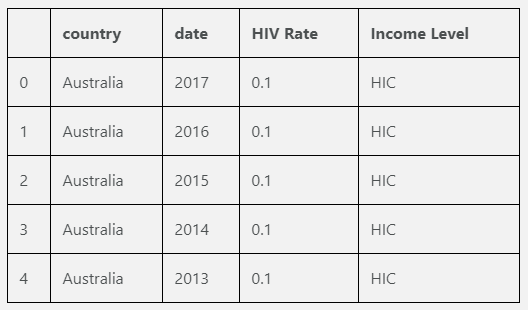 country date HIV Rate Income Level
0 Australia 2017 0.1 HIC
1 Australia 2016 0.1 HIC
2 Australia 2015 0.1 HIC
3 Australia 2014 0.1 HIC
4 Australia 2013 0.1 HIC